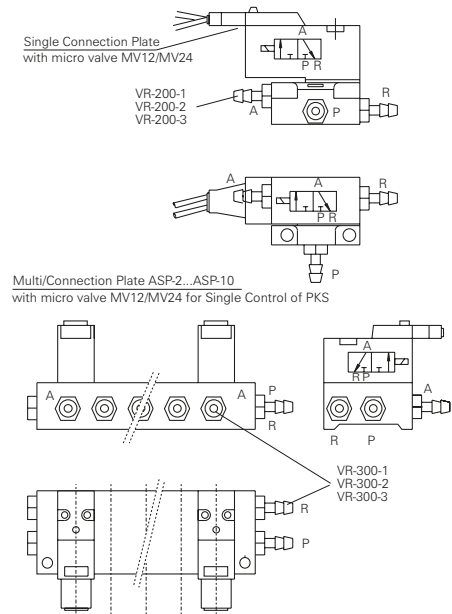 A
Single Connection Plate
with micro valve MV12/MV24
P R
VR-200-1
VR-200-2
VR-200-3
A
P
R
A
A
P R
R
P
Multi/Connection Plate ASP-2...ASP-10
with micro valve MV12/MV24 for Single Control of PKS
A
A
P
R
A
R P
A
R
P
VR-300-1
VR-300-2
VR-300-3
R
P